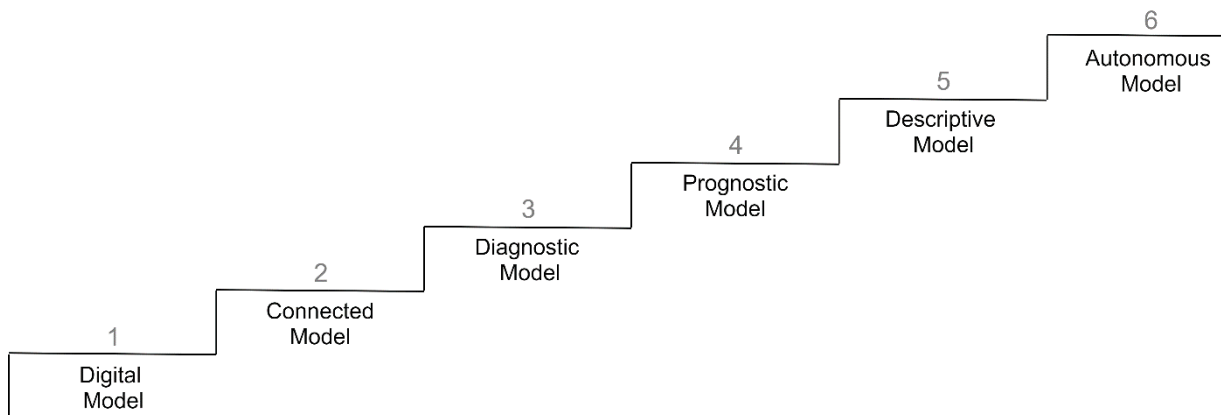 1
Digital
Model
2
Connected
Model
3
Diagnostic
Model
4
Prognostic
Model
5
Descriptive
Model
6
Autonomous
Model